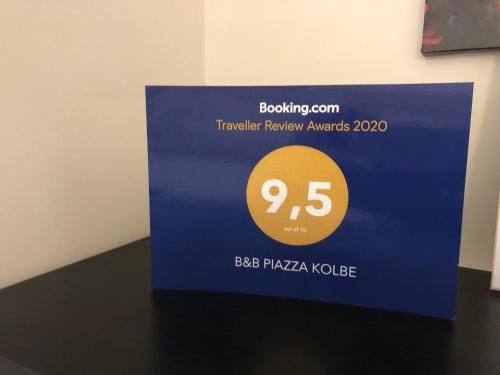 Booking.com
Traveller Review Awards 2020
9,5
out of 10
B&B PIAZZA KOLBE